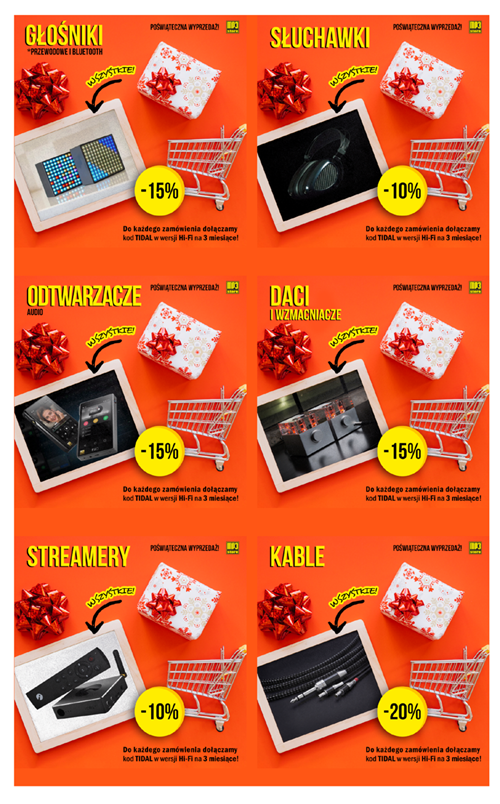 GŁOŚNIKI
*PRZEWODOWE I BLUETOOTH
POŚWIĄTECZNA WYPRZEDAŻ!
MP3
WSZYSTKIE!
-15%
Do każdego zamówienia dołączamy
kod TIDAL w wersji Hi-Fi na 3 miesiące!
SŁUCHAWKI
POŚWIĄTECZNA WYPRZEDAŻ!
MP3
WSZYSTKIE!
-10%
Do każdego zamówienia dołączamy
kod TIDAL w wersji Hi-Fi na 3 miesiące!
ODTWARZACZE
AUDIO
POŚWIĄTECZNA WYPRZEDAŻ!
MP3
WSZYSTKIE!
-15%
Do każdego zamówienia dołączamy
kod TIDAL w wersji Hi-Fi na 3 miesiące!
DACI
I WZMACNIACZE
POŚWIĄTECZNA WYPRZEDAŻ!
MP3
WSZYSTKIE!
-15%
Do każdego zamówienia dołączamy
kod TIDAL w wersji Hi-Fi na 3 miesiące!
STREAMERY
POŚWIĄTECZNA WYPRZEDAŻ!
MP3
WSZYSTKIE!
-10%
Do każdego zamówienia dołączamy
kod TIDAL w wersji Hi-Fi na 3 miesiące!
KABLE
POŚWIĄTECZNA WYPRZEDAŻ!
MP3
WSZYSTKIE!
-20%
Do każdego zamówienia dołączamy
kod TIDAL w wersji Hi-Fi na 3 miesiące!